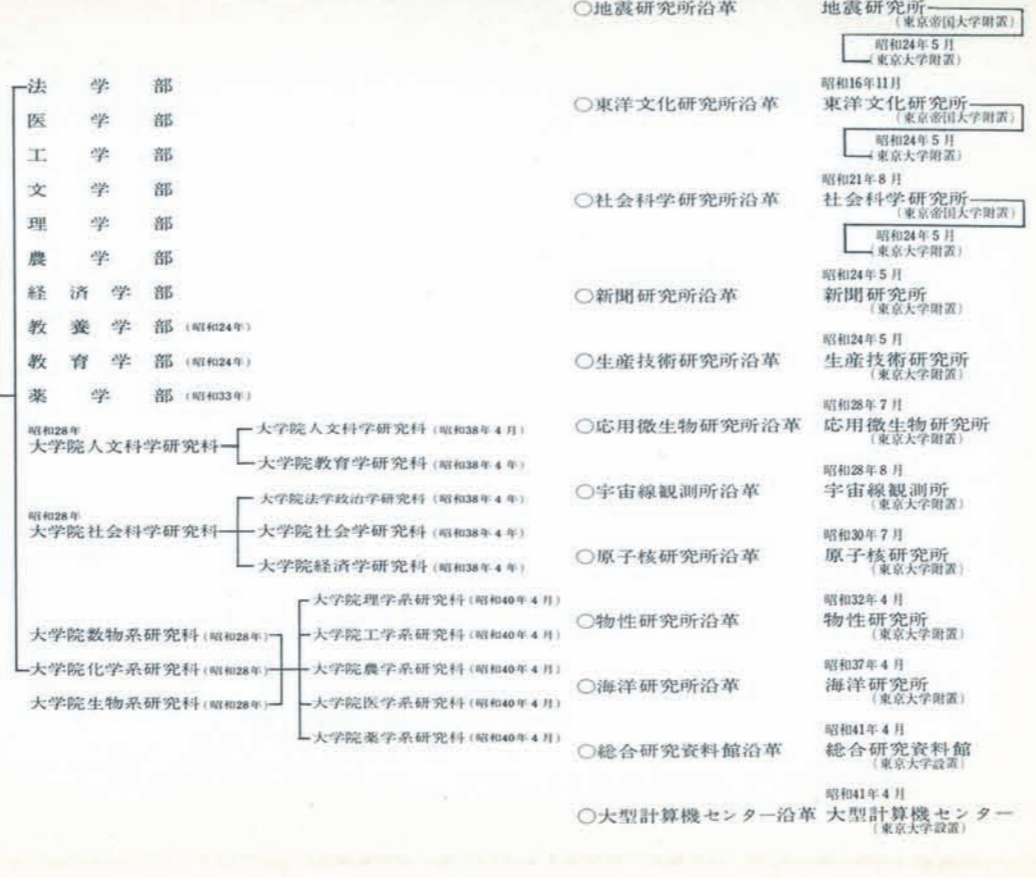 法学部
医学部
工学部
文学部
理学部
農学部
経済学部
教養学部(昭和24年)
教育学部(昭和24年)
薬学部(昭和33年)
昭和28年
大学院人文科学研究科
大学院人文科学研究科(昭和38年4月)
大学院教育学研究科(昭和38年4年)
昭和28年
大学院社会科学研究科
大学院法学政治学研究科(昭和38年4年)
大学院社会学研究科(昭和38年4年)
大学院経済学研究科(昭和38年4年)
大学院数物系研究科(昭和28年)
大学院化学系研究科(昭和28年)
大学院生物系研究科(昭和28年)
大学院理学系研究科(昭和40年4月)
大学院工学系研究科(昭和40年4月)
大学院農学系研究科(昭和40年4月)
大学院医学系研究科(昭和40年4月)
大学院薬学系研究科(昭和40年4月)
○地震研究所沿革 地震研究所
(東京帝国大学附置)
昭和24年5月
(東京大学附置)
昭和16年11月
○東洋文化研究所沿革 東洋文化研究所
(東京帝国大学附置)
昭和24年5月
(東京大学附置)
昭和21年8月
○社会科学研究所沿革 社会科学研究所
(東京帝国大学附置)
昭和24年5月
(東京大学附置)
昭和24年5月
○新聞研究所沿革 新聞研究所
(東京大学附置)
昭和24年5月
○生産技術研究所沿革 生産技術研究所
(東京大学附置)
昭和28年7月
○応用微生物研究所沿革 応用微生物研究所
(東京大学附置)
昭和28年8月
○宇宙線観測所沿革 宇宙線観測所
(東京大学附置)
昭和30年7月
○原子核研究所沿革 原子核研究所
(東京大学附置)
昭和32年4月
○物性研究所沿革 物性研究所
(東京大学附置)
昭和37年4月
○海洋研究所沿革 海洋研究所
(東京大学附置)
昭和41年4月
○総合研究資料館沿革 総合研究資料館
(東京大学設置)
昭和41年4月
○大型計算機センター沿革 大型計算機センター
(東京大学設置)